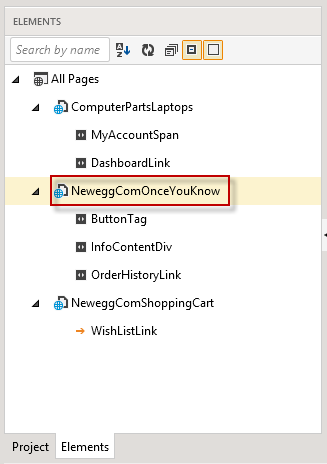 ELEMENTS
Search by name
All Pages
ComputerPartsLaptops
MyAccountSpan
DashboardLink
NeweggComOnceYouKnow
ButtonTag
InfoContentDiv
OrderHistoryLink
NeweggComShoppingCart
WishListLink
Project Elements